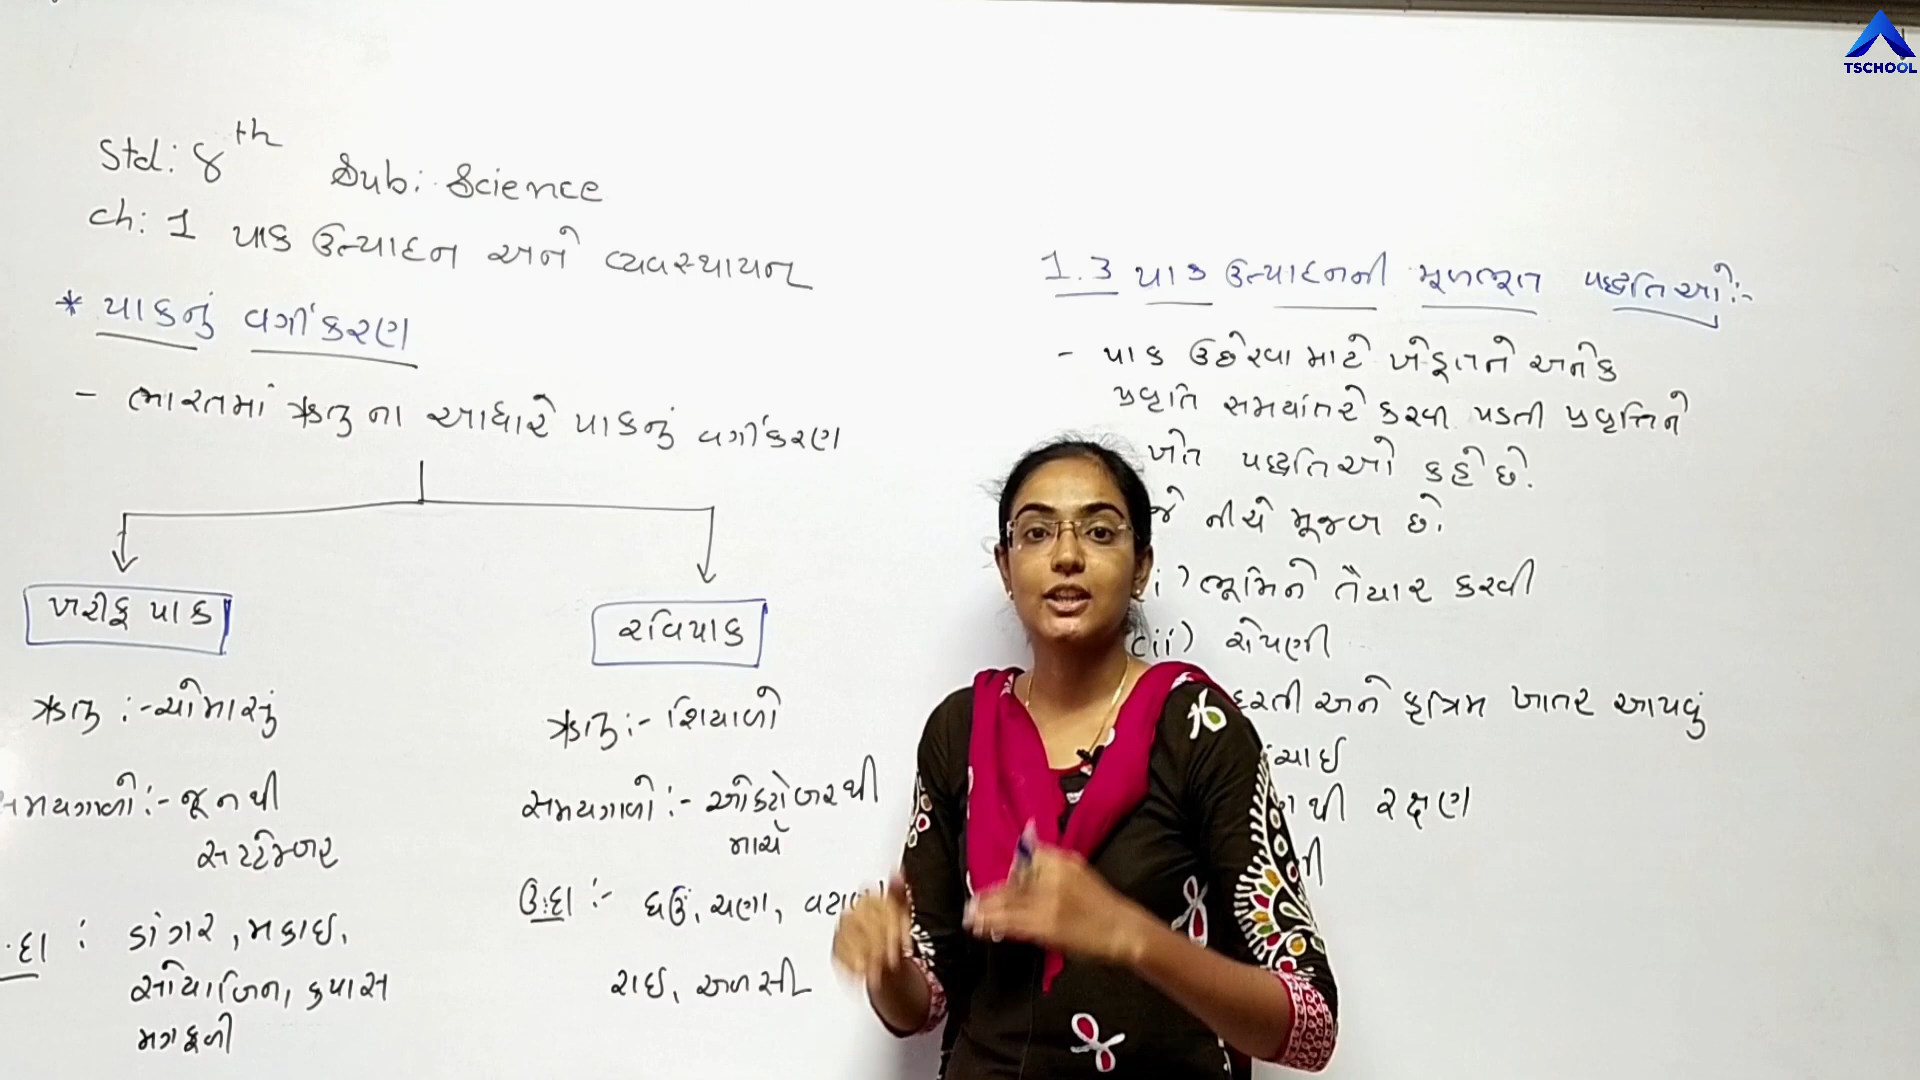 TSCHOOL
Std: 8th Sub: Science
Ch: 1 પાક ઉત્પાદન અને વ્યવસ્થાપન
* પાકનું વર્ગીકરણ
- ભારતમાં ઋતુ ના આધારે પાકનું વર્ગીકરણ
ખરીફ પાક
ઋતુ :- ચોમાસું
સમયગાળો :- જૂન થી
સપ્ટેમ્બર
.દા : ડાંગર, મકાઇ,
સોયાબિન, કપાસ
મગફળી
રવિપાક
ઋતુ :- શિયાળો
સમયગાળો :- ઓક્ટોબરથી
માર્ચ
ઉ.દા :- ઘઉં, ચણા,
રાઇ, અળસી
1.3 પાક ઉત્પાદનની મૂળભૂત પદ્ધતિઓ :-
- પાક ઉછેરવા માટે ખેડૂતને અનેક
પ્રવૃતિ સમયાંતરે કરવી પડતી પ્રવૃત્તિને
ખેત પદ્ધતિઓ કહે છે.
જે નીચે મૂજબ છે.
i) ભૂમિને તૈયાર કરવી
(ii) રોપણી
દરતી અને કૃત્રિમ ખાતર આપવું
ંચાઇ
થી રક્ષણ